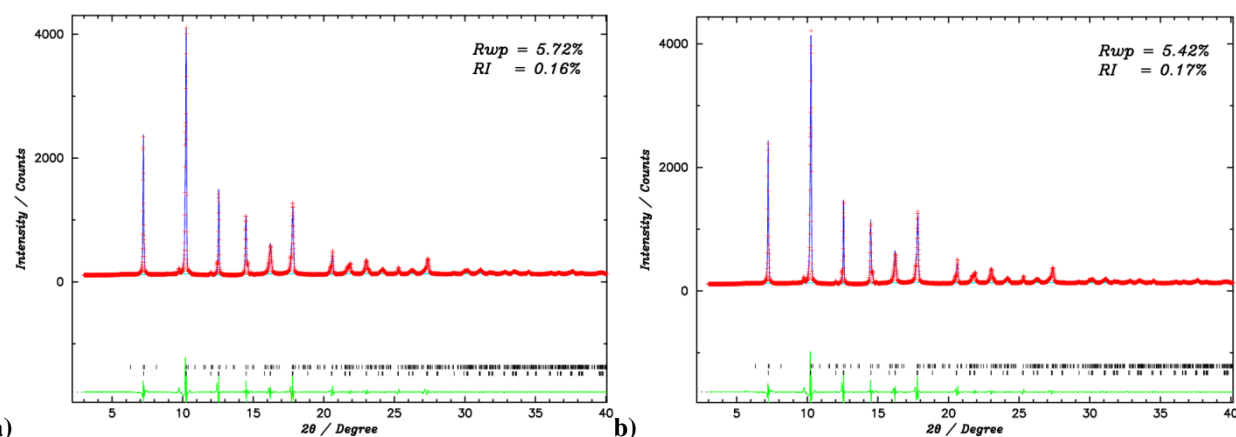 Rwp = 5.72%
RI = 0.16%
4000
2000
0
Intensity / Counts
5 10 15 20 25 30 35 40
2θ / Degree
a)
Rwp = 5.42%
RI = 0.17%
4000
2000
0
Intensity / Counts
5 10 15 20 25 30 35 40
2θ / Degree
b)